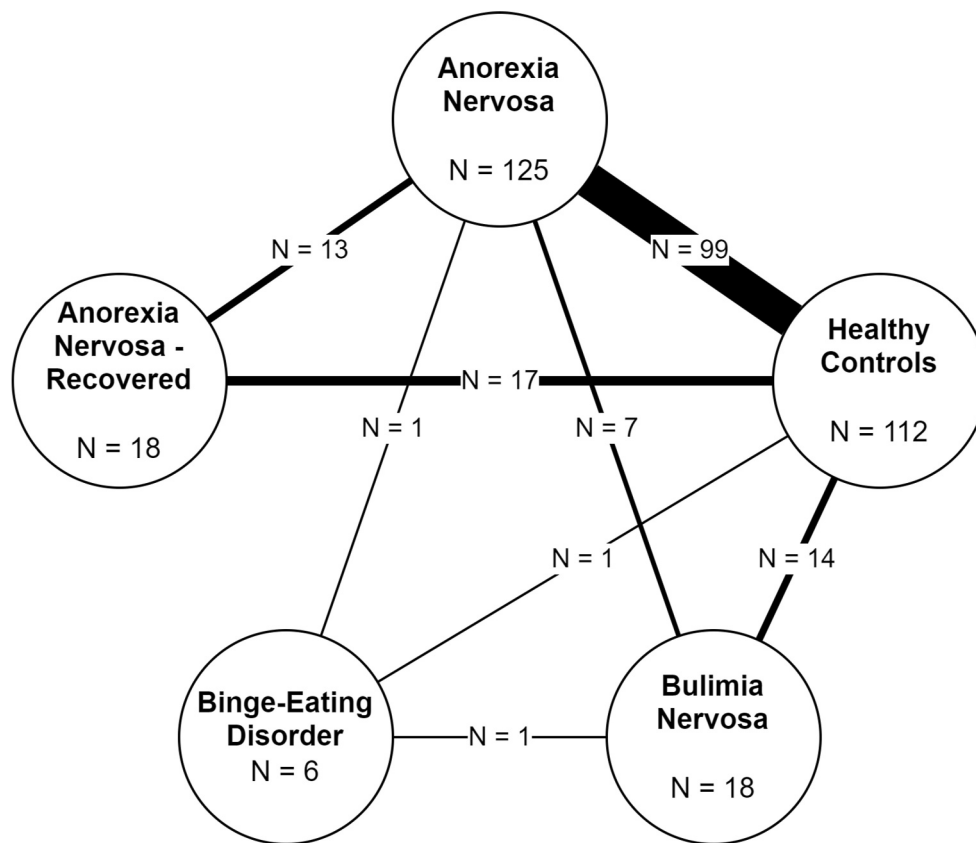 Anorexia
Nervosa
N = 125
N = 13
N = 99
Anorexia
Nervosa -
Recovered
N = 18
Healthy
Controls
N = 112
N = 17
N = 1
N = 7
N = 1
N = 14
Binge-Eating
Disorder
N = 6
N = 1
Bulimia
Nervosa
N = 18